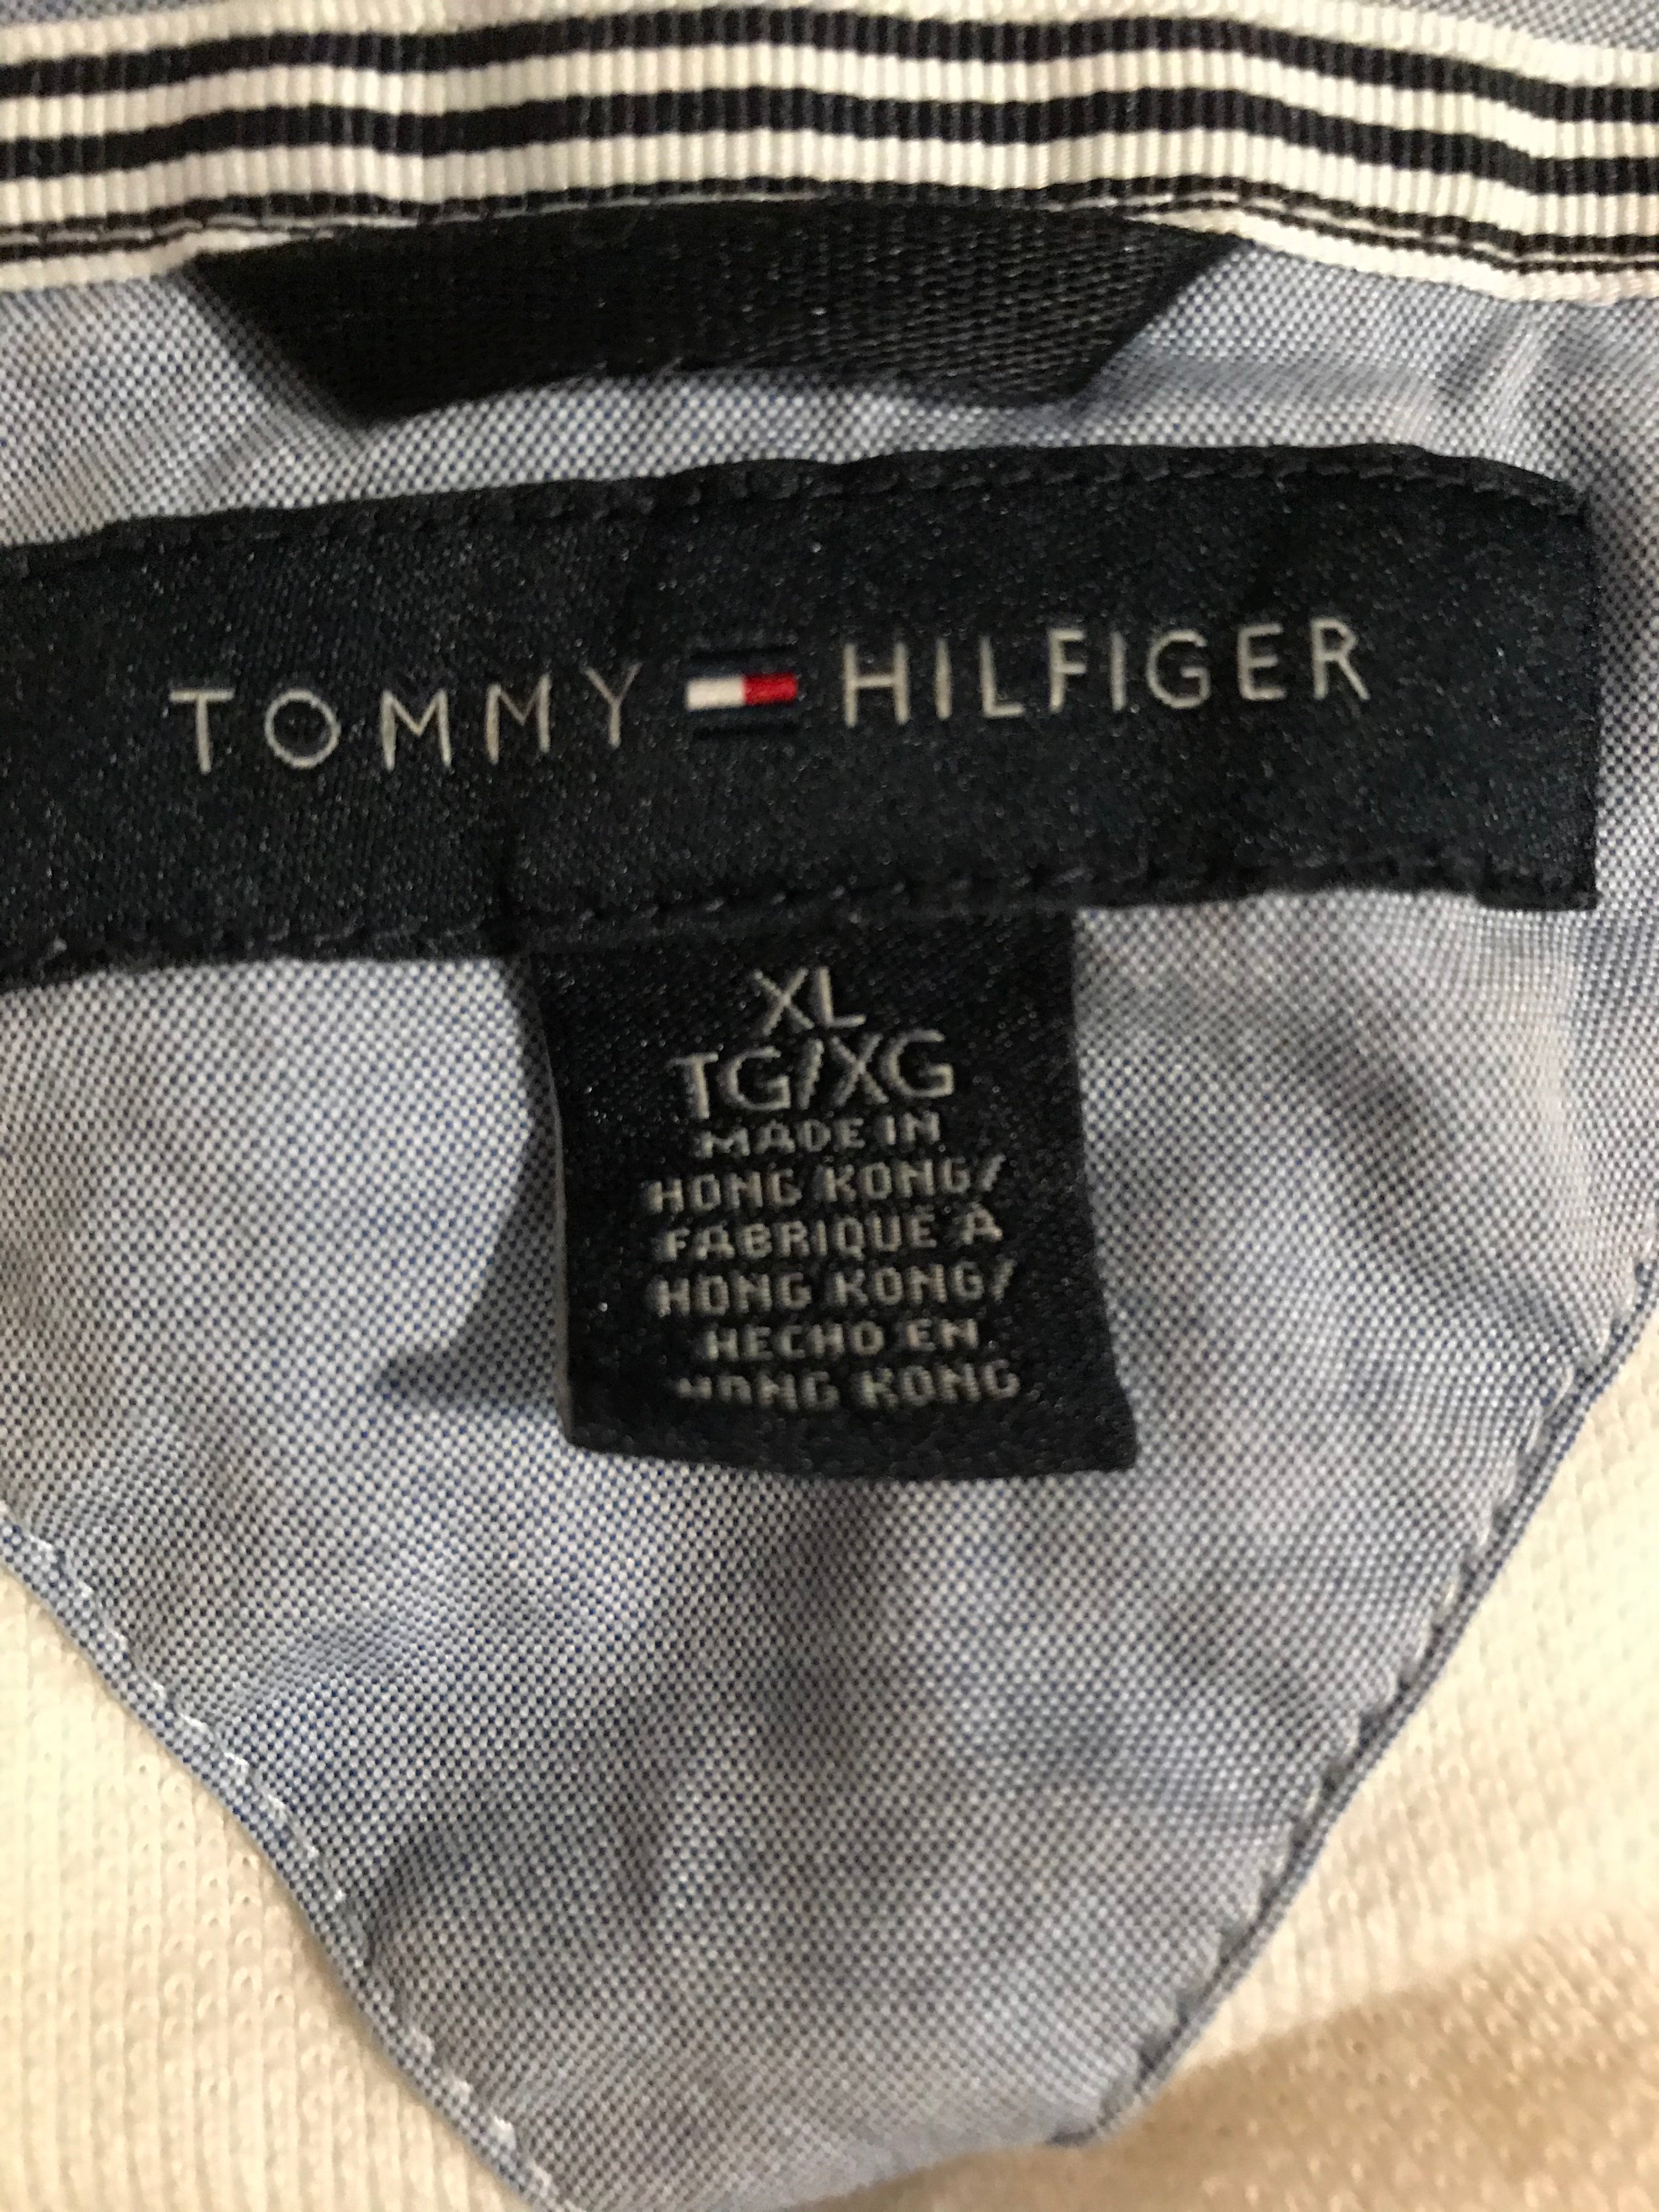 TOMMY HILFIGER
XL
TG/XG
MADE IN
HONG KONG/
FABRIQUE A
HONG KONG/
HECHO EN
HONG KONG